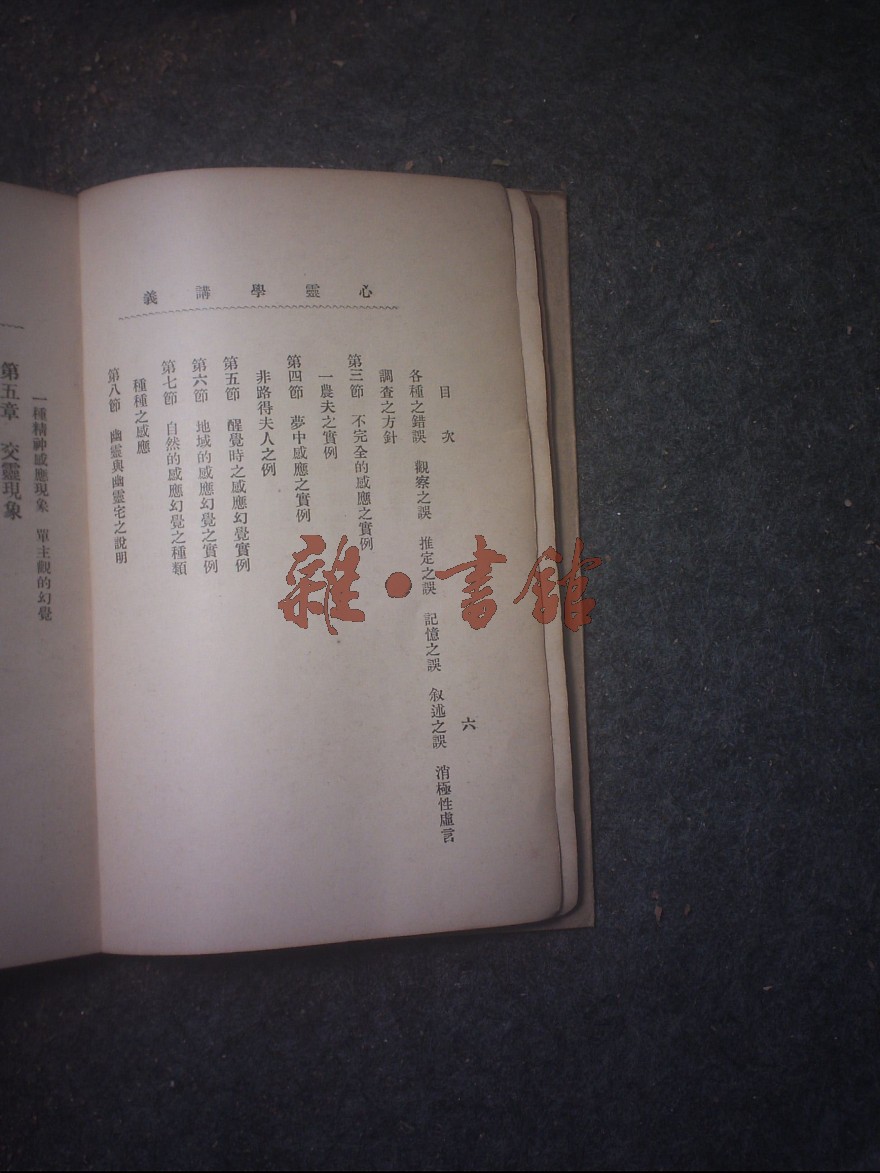 心靈學講義
目次
六
各種之錯誤 觀察之誤 推定之誤 記憶之誤 叙述之誤 消極性虛言
調查之方針
第三節 不完全的感應之實例
一農夫之實例
第四節 夢中感應之實例
非路得夫人之例
第五節 醒覺時之感應幻覺實例
第六節 地域的感應幻覺之實例
第七節 自然的感應幻覺之種類
種種之感應
第八節 幽靈與幽靈宅之說明
一種精神感應現象 單主觀的幻覺
第五章 交靈現象
雜·書館